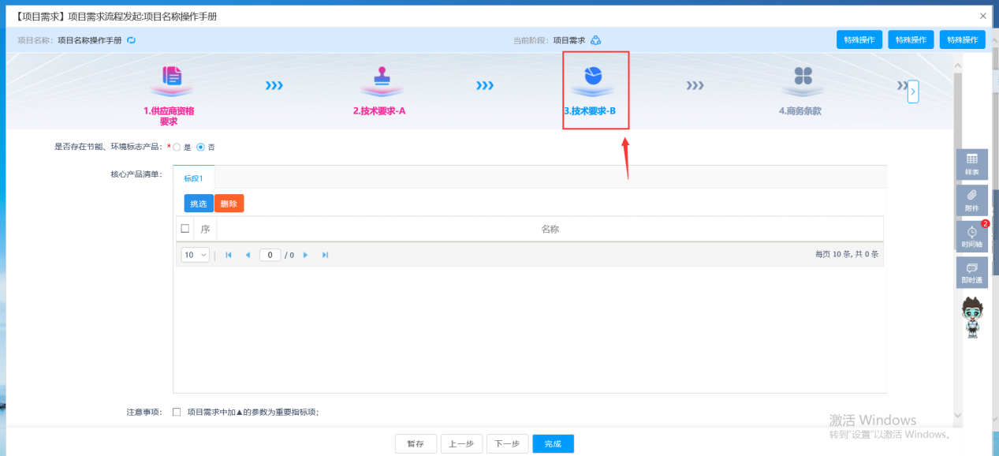 【项目需求】项目需求流程发起:项目名称操作手册
项目名称: 项目名称操作手册
当前阶段: 项目需求
特殊操作 特殊操作 特殊操作
1.供应商资格
要求
2.技术要求-A
3.技术要求-B
4.商务条款
是否存在节能、环境标志产品: * 是 否
核心产品清单:
标段1
挑选 删除
序 名称
10 0 / 0
每页 10 条, 共 0 条
样表
附件
2
时间轴
即时通
注意事项: 项目需求中加▲的参数为重要指标项;
激活 Windows
转到"设置"以激活 Windows。
暂存 上一步 下一步 完成